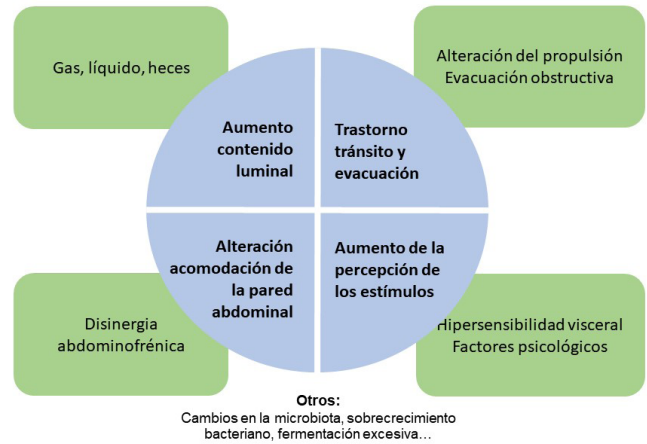 Gas, líquido, heces
Alteración del propulsión
Evacuación obstructiva
Aumento
contenido
luminal
Trastorno
tránsito y
evacuación
Alteración
acomodación de
la pared
abdominal
Aumento de la
percepción de
los estímulos
Disinergia
abdominofrénica
Hipersensibilidad visceral
Factores psicológicos
Otros:
Cambios en la microbiota, sobrecrecimiento
bacteriano, fermentación excesiva...